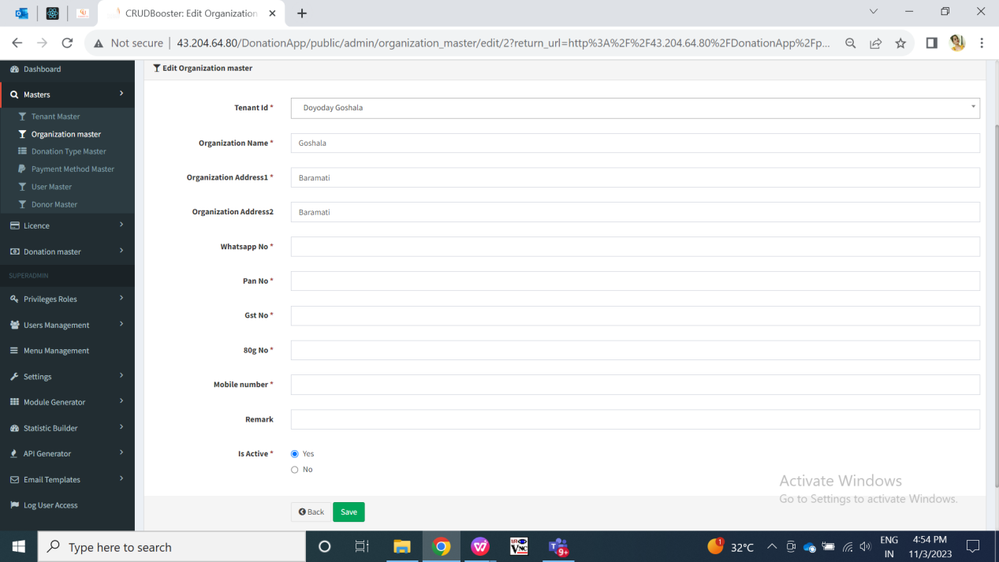 CRUDBooster: Edit Organization
Not secure | 43.204.64.80/DonationApp/public/admin/organization_master/edit/2?return_url=http%3A%2F%2F43.204.64.80%2FDonationApp%2Fp...
Dashboard
Masters
Tenant Master
Organization master
Donation Type Master
Payment Method Master
User Master
Donor Master
Licence
Donation master
SUPERADMIN
Privileges Roles
Users Management
Menu Management
Settings
Module Generator
Statistic Builder
API Generator
Email Templates
Log User Access
Edit Organization master
Tenant Id * Doyoday Goshala
Organization Name * Goshala
Organization Address1 * Baramati
Organization Address2 Baramati
Whatsapp No *
Pan No *
Gst No *
80g No *
Mobile number *
Remark
Is Active * Yes
No
Back Save
Activate Windows
Go to Settings to activate Windows.
Type here to search
VNC
9+
1
32°C
ENG
IN
4:54 PM
11/3/2023